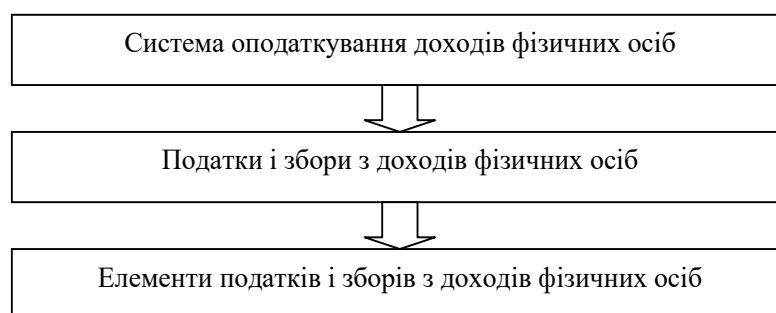 Система оподаткування доходів фізичних осіб
Податки і збори з доходів фізичних осіб
Елементи податків і зборів з доходів фізичних осіб